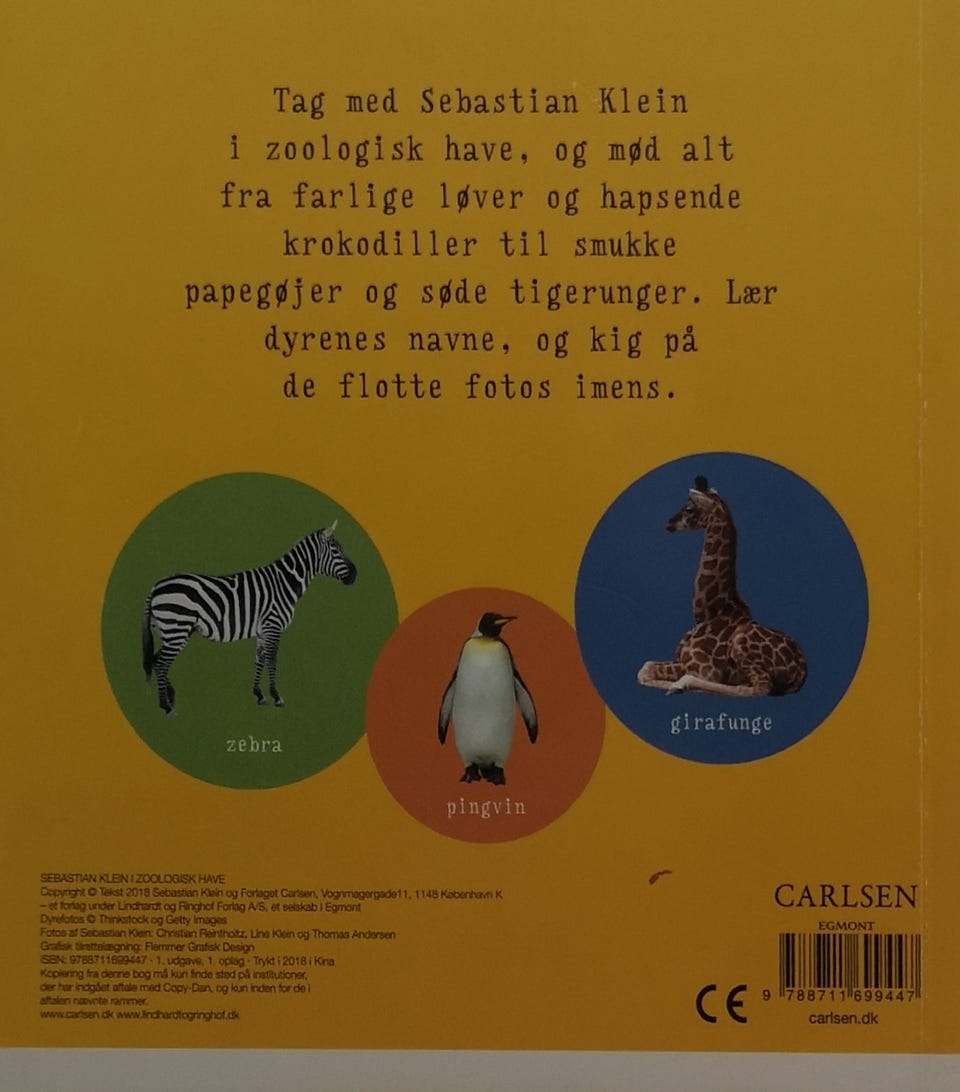 Tag med Sebastian Klein
i zoologisk have, og mød alt
fra farlige løver og hapsende
krokodiller til smukke
papegøjer og søde tigerunger. Lær
dyrenes navne, og kig på
de flotte fotos imens.
zebra
pingvin
girafunge
SEBASTIAN KLEIN I ZOOLOGISK HAVE
Copyright © Tekst 2018 Sebastian Klein og Forlaget Carlsen, Vognmagergade11, 1148 København K
– et forlag under Lindhardt og Ringhof Forlag A/S, et selskab i Egmont
Dyrefotos © Thinkstock og Getty Images
Fotos af Sebastian Klein: Christian Reintholtz, Line Klein og Thomas Andersen
Grafisk tilrettelægning: Flemmer Grafisk Design
ISBN: 9788711699447 · 1. udgave, 1. oplag · Trykt i 2018 i Kina
Kopiering fra denne bog må kun finde sted på institutioner,
der har indgået aftale med Copy-Dan, og kun inden for de i
aftalen nævnte rammer.
www.carlsen.dk www.lindhardtogringhof.dk
CARLSEN
EGMONT
CE
9 788711 699447
carlsen.dk